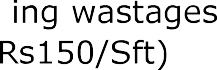 ing wastages
Rs150/Sft)